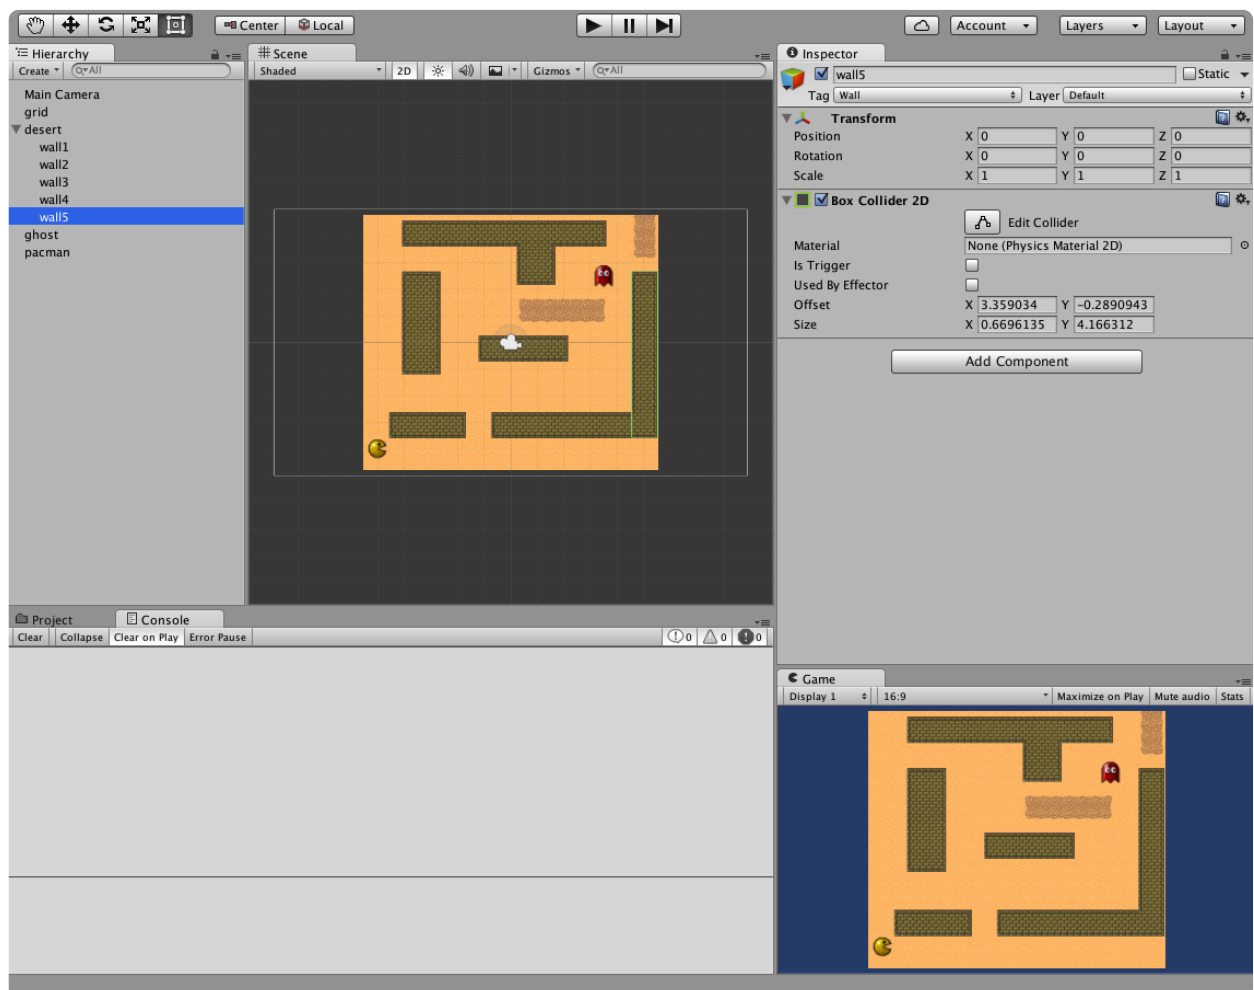 Center Local Account Layers Layout
Hierarchy
Create All
Main Camera
grid
desert
wall1
wall2
wall3
wall4
wall5
ghost
pacman
Scene
Shaded 2D Gizmos All
Inspector
wall5 Static
Tag Wall Layer Default
Transform
Position X 0 Y 0 Z 0
Rotation X 0 Y 0 Z 0
Scale X 1 Y 1 Z 1
Box Collider 2D
Edit Collider
Material None (Physics Material 2D)
Is Trigger
Used By Effector
Offset X 3.359034 Y -0.2890943
Size X 0.6696135 Y 4.166312
Add Component
Project Console
Clear Collapse Clear on Play Error Pause 0 0 0
Game
Display 1 16:9 Maximize on Play Mute audio Stats